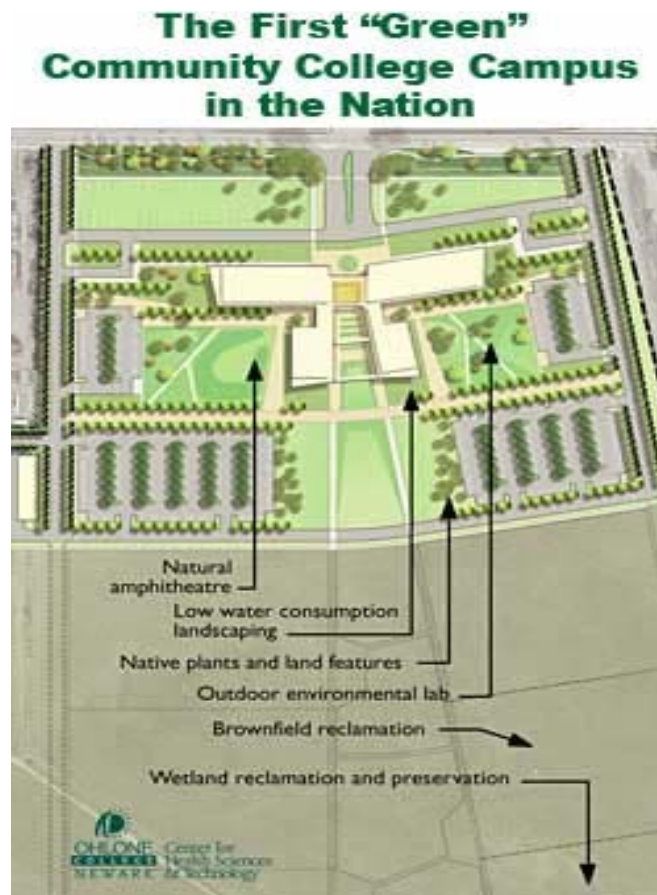 The First “Green”
Community College Campus
in the Nation
Natural
amphitheatre
Low water consumption
landscaping
Native plants and land features
Outdoor environmental lab
Brownfield reclamation
Wetland reclamation and preservation
OHLONE
COLLEGE
NEWARK
Center for
Health Sciences
& Technology